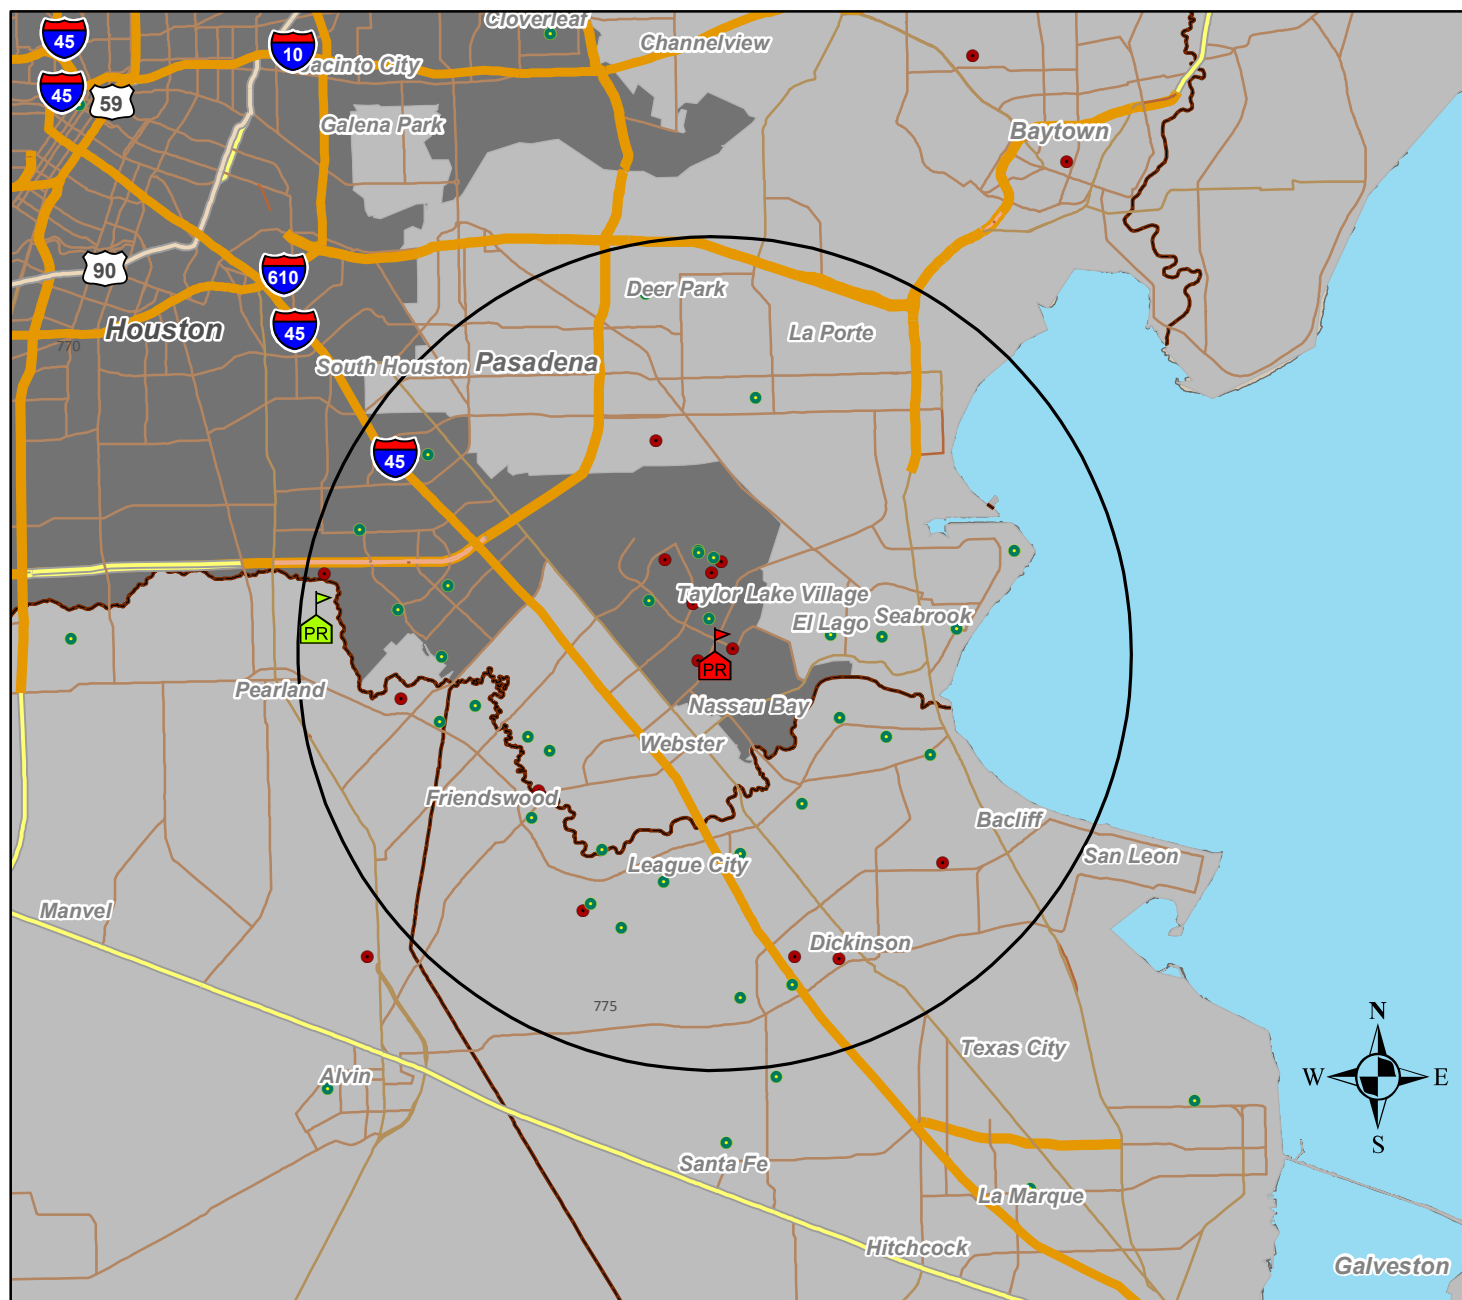 Cloverleaf
45
10
Channelview
Jacinto City
45
59
Galena Park
Baytown
90
610
Deer Park
45
Houston
La Porte
770
South Houston
Pasadena
45
Taylor Lake Village
PR
El Lago
Seabrook
PR
Pearland
Nassau Bay
Webster
Friendswood
Bacliff
San Leon
League City
Manvel
Dickinson
775
N
Texas City
Alvin
W
E
S
Santa Fe
La Marque
Hitchcock
Galveston